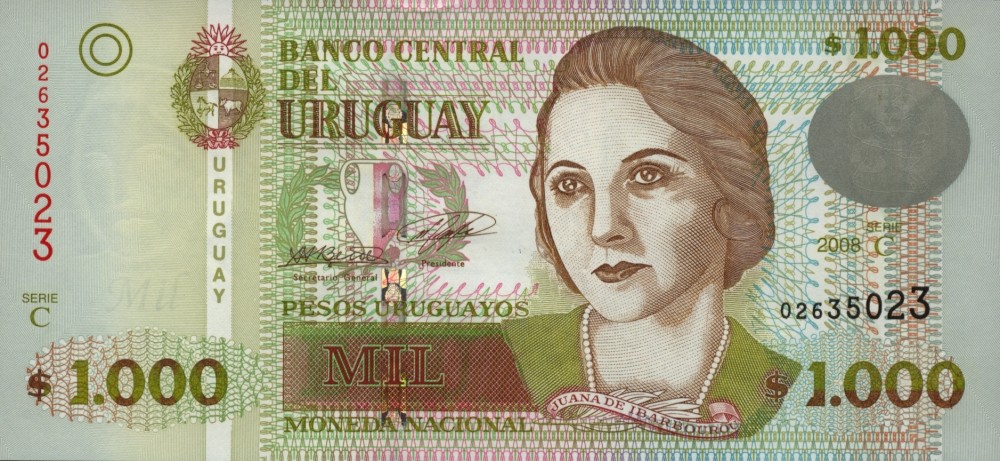 02635023
BANCO CENTRAL
DEL
URUGUAY
$ 1.000
URUGUAY
Secretario General
Presidente
SERIE
2008 C
SERIE
C
PESOS URUGUAYOS
02635023
$ 1.000
MIL
$ 1.000
JUANA DE IBARBOUROU
MONEDA NACIONAL